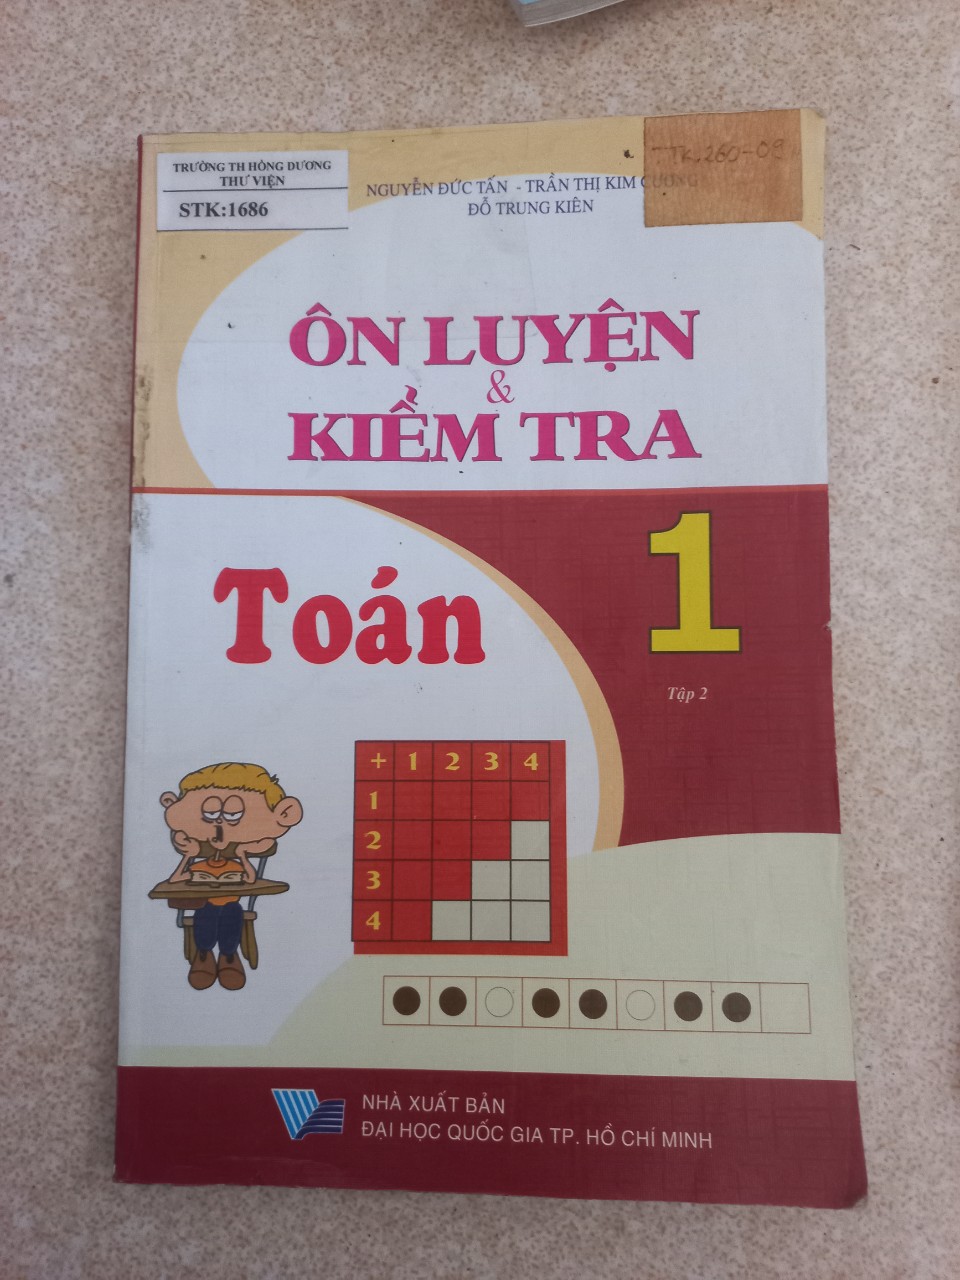 TRƯỜNG TH HỒNG DƯƠNG
THƯ VIỆN
STK:1686
TK.260-09
NGUYỄN ĐỨC TẤN - TRẦN THỊ KIM CƯƠNG
ĐỖ TRUNG KIÊN
ÔN LUYỆN
&
KIỂM TRA
Toán
1
Tập 2
+ 1 2 3 4
1
2
3
4
NHÀ XUẤT BẢN
ĐẠI HỌC QUỐC GIA TP. HỒ CHÍ MINH